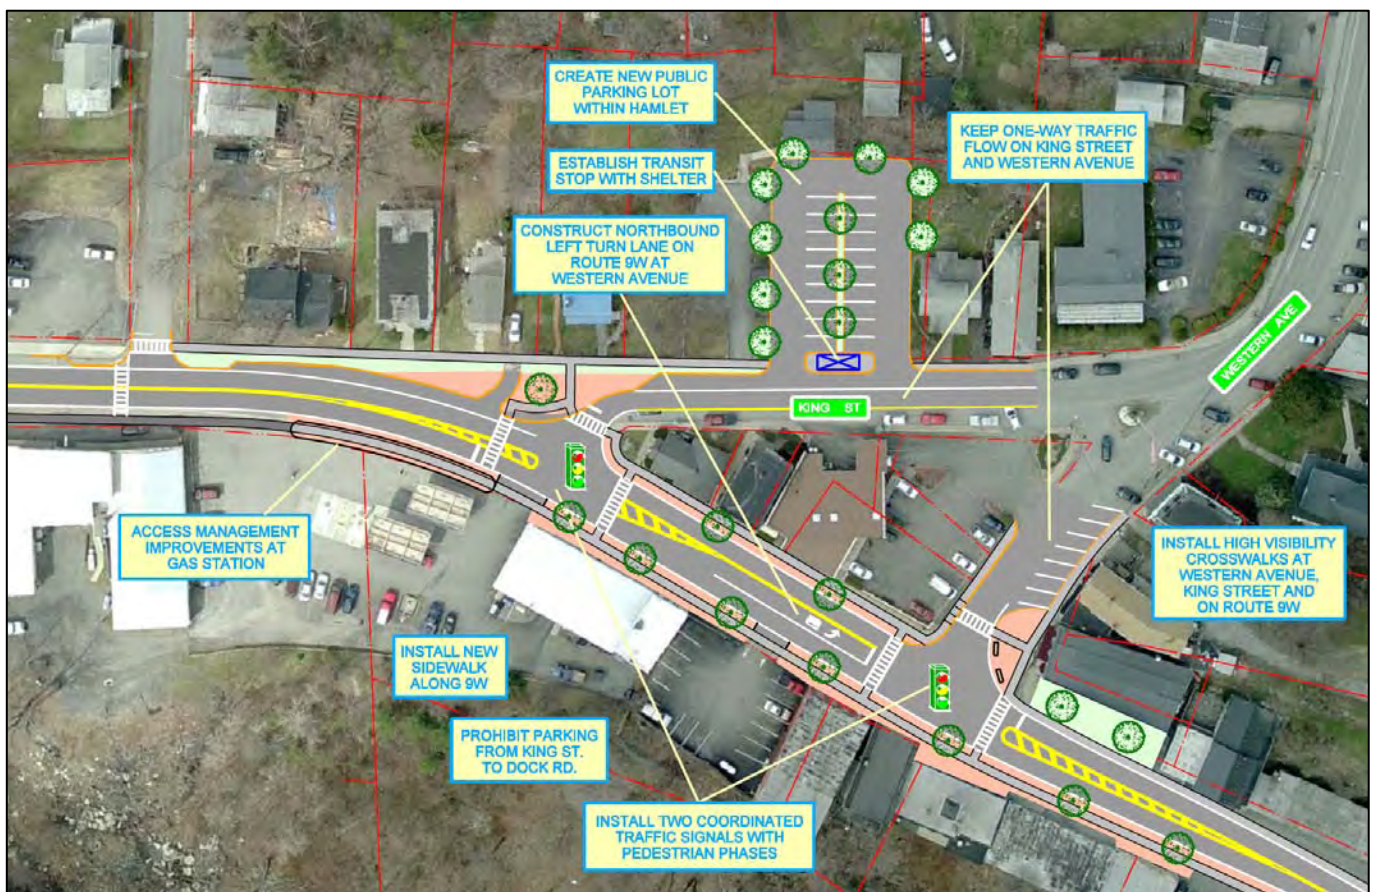 CREATE NEW PUBLIC
PARKING LOT
WITHIN HAMLET
KEEP ONE-WAY TRAFFIC
FLOW ON KING STREET
AND WESTERN AVENUE
ESTABLISH TRANSIT
STOP WITH SHELTER
CONSTRUCT NORTHBOUND
LEFT TURN LANE ON
ROUTE 9W AT
WESTERN AVENUE
WESTERN AVE
KING ST
ACCESS MANAGEMENT
IMPROVEMENTS AT
GAS STATION
INSTALL HIGH VISIBILITY
CROSSWALKS AT
WESTERN AVENUE,
KING STREET AND
ON ROUTE 9W
INSTALL NEW
SIDEWALK
ALONG 9W
PROHIBIT PARKING
FROM KING ST.
TO DOCK RD.
INSTALL TWO COORDINATED
TRAFFIC SIGNALS WITH
PEDESTRIAN PHASES